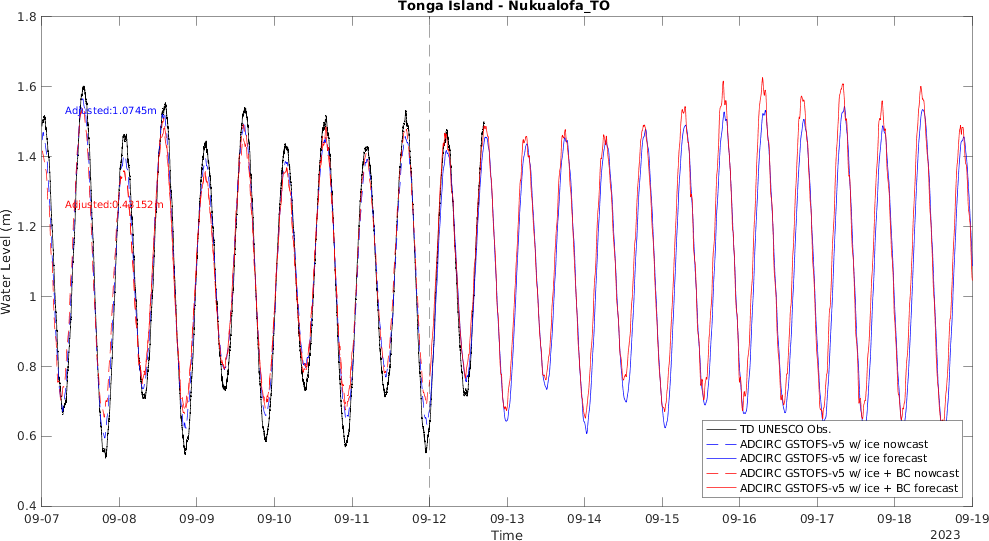 Tonga Island - Nukualofa_TO
1.8
1.6
1.4
1.2
1
0.8
0.6
0.4
Water Level (m)
Adjusted:1.0745m
Adjusted:0.43152m
TD UNESCO Obs.
ADCIRC GSTOFS-v5 w/ ice nowcast
ADCIRC GSTOFS-v5 w/ ice forecast
ADCIRC GSTOFS-v5 w/ ice + BC nowcast
ADCIRC GSTOFS-v5 w/ ice + BC forecast
09-07 09-08 09-09 09-10 09-11 09-12 09-13 09-14 09-15 09-16 09-17 09-18 09-19
Time
2023